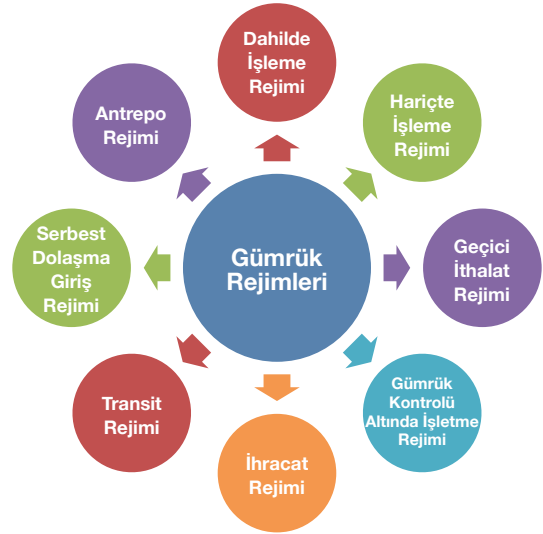 Dahilde
İşleme
Rejimi
Hariçte
İşleme
Rejimi
Geçici
İthalat
Rejimi
Gümrük
Kontrolü
Altında İşletme
Rejimi
İhracat
Rejimi
Transit
Rejimi
Serbest
Dolaşma
Giriş
Rejimi
Antrepo
Rejimi
Gümrük
Rejimleri